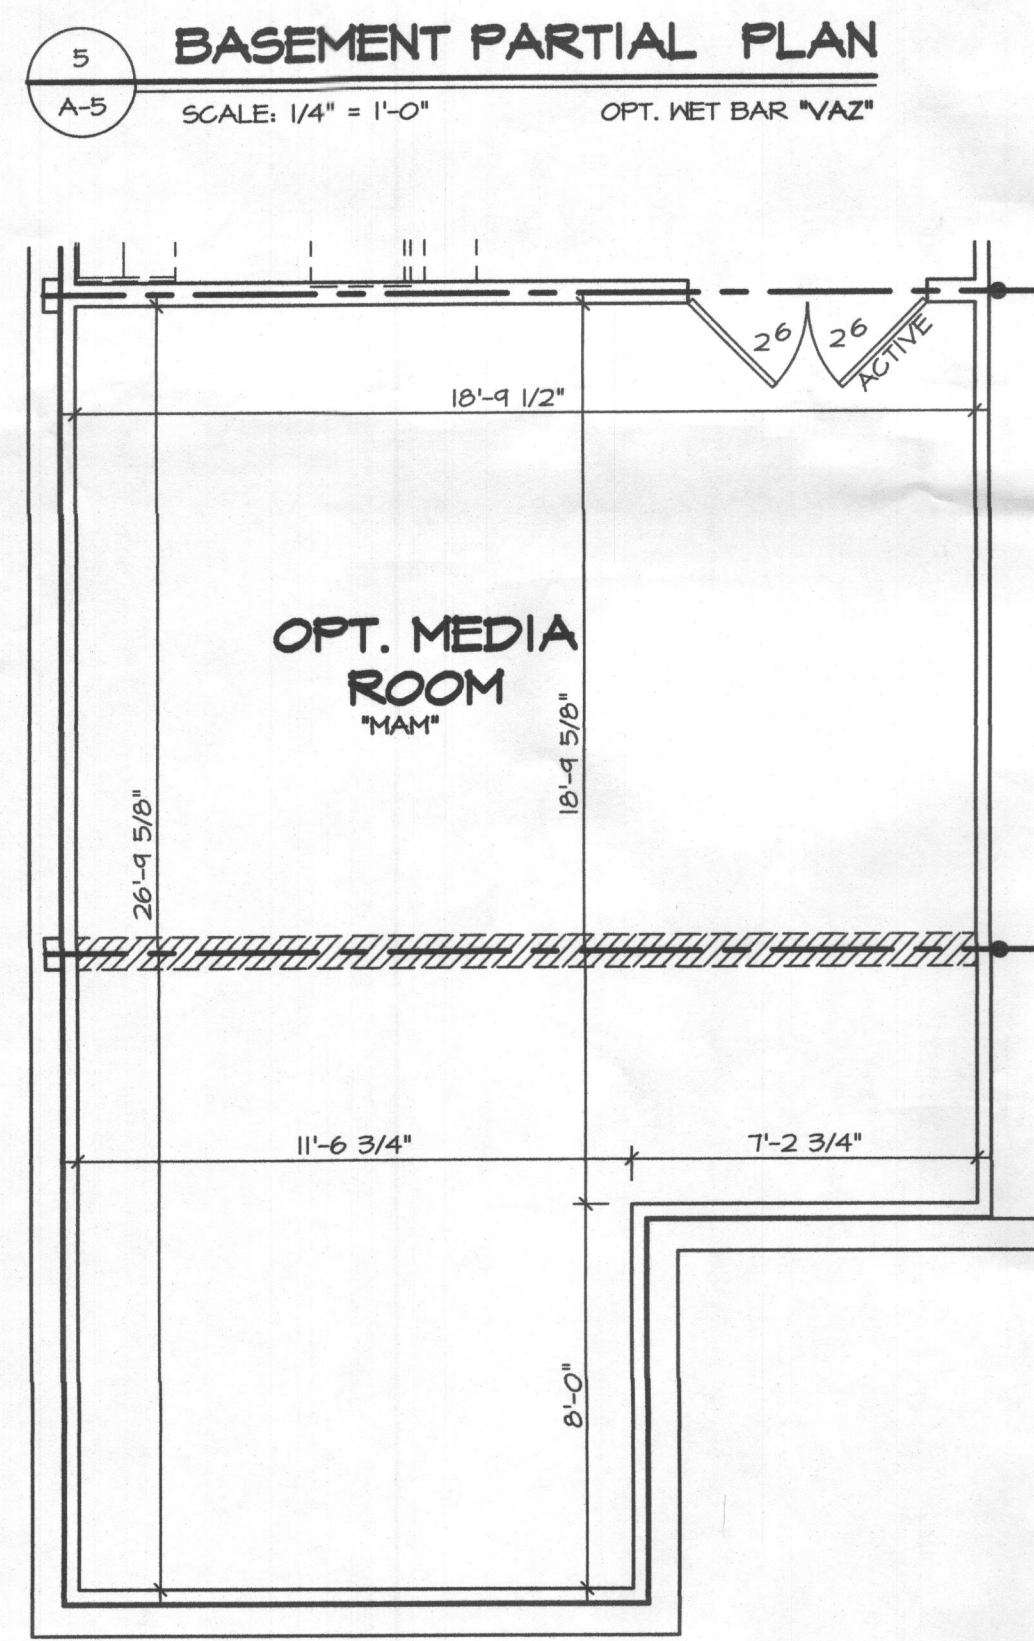 5
A-5
BASEMENT PARTIAL PLAN
SCALE: 1/4" = 1'-0"
OPT. WET BAR "VAZ"
26
26
ACTIVE
18'-9 1/2"
OPT. MEDIA
ROOM
"MAM"
18'-9 5/8"
26'-9 5/8"
11'-6 3/4"
7'-2 3/4"
8'-0"